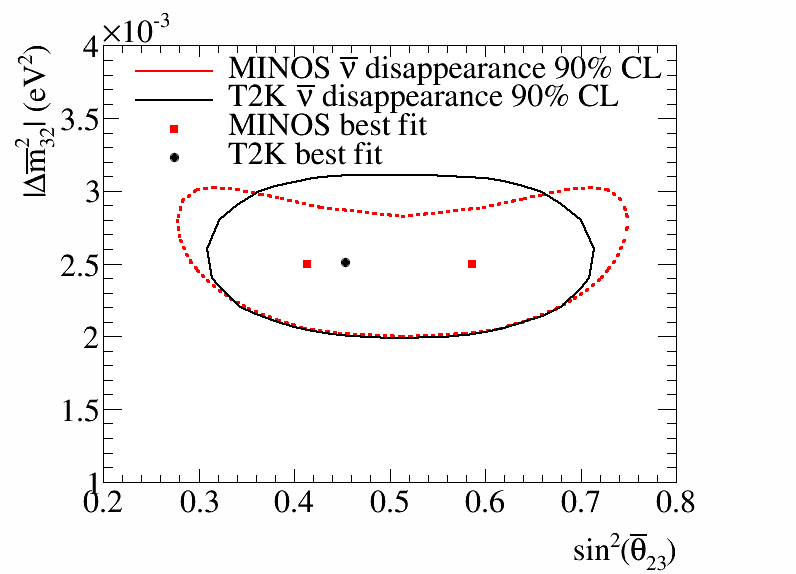 ×10⁻³
4
MINOS ν̅ disappearance 90% CL
T2K ν̅ disappearance 90% CL
MINOS best fit
T2K best fit
|Δm̅²₃₂| (eV²)
3.5
3
2.5
2
1.5
1
0.2 0.3 0.4 0.5 0.6 0.7 0.8
sin²(θ̅₂₃)